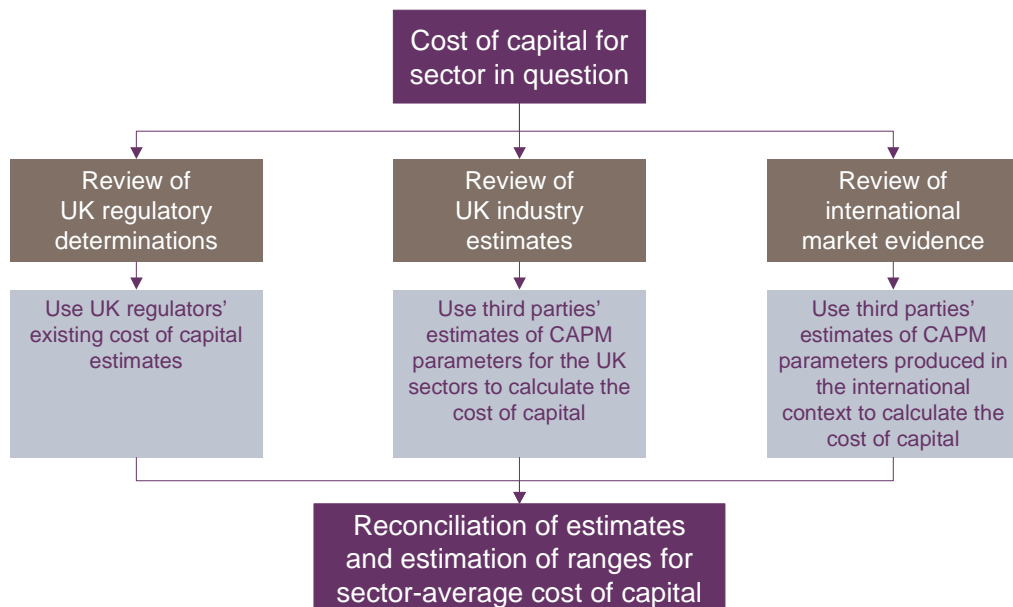 Cost of capital for
sector in question
Review of
UK regulatory
determinations
Use UK regulators’
existing cost of capital
estimates
Review of
UK industry
estimates
Use third parties’
estimates of CAPM
parameters for the UK
sectors to calculate the
cost of capital
Review of
international
market evidence
Use third parties’
estimates of CAPM
parameters produced in
the international
context to calculate the
cost of capital
Reconciliation of estimates
and estimation of ranges for
sector-average cost of capital